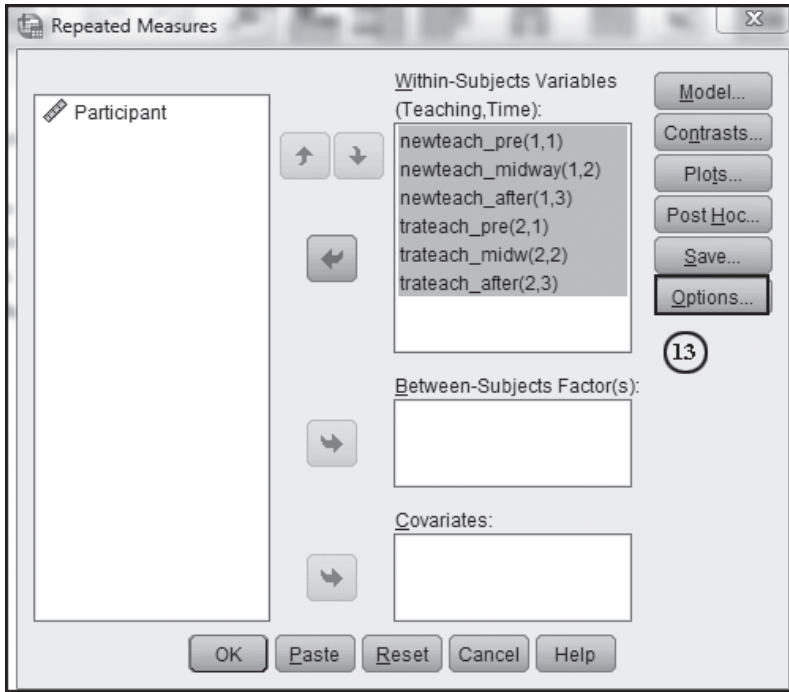 Repeated Measures
Participant
Within-Subjects Variables
(Teaching,Time):
newteach_pre(1,1)
newteach_midway(1,2)
newteach_after(1,3)
trateach_pre(2,1)
trateach_midw(2,2)
trateach_after(2,3)
Between-Subjects Factor(s):
Covariates:
Model...
Contrasts...
Plots...
Post Hoc...
Save...
Options...
13
OK Paste Reset Cancel Help